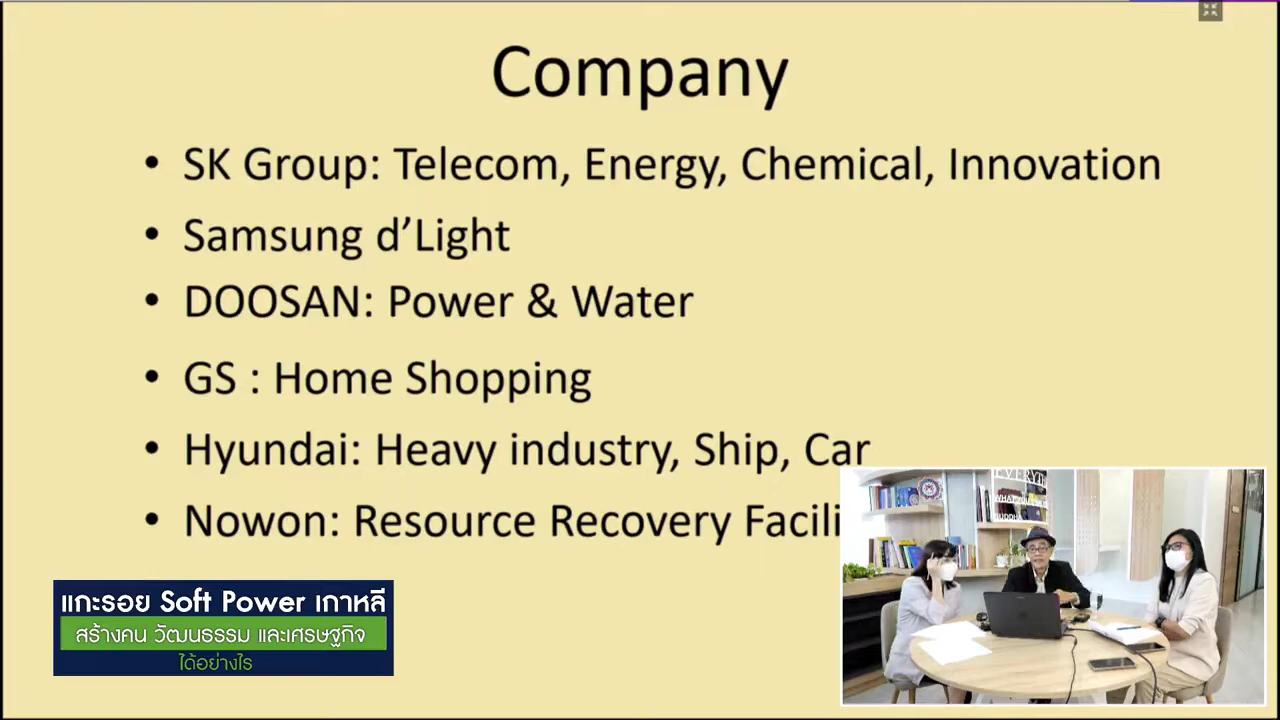 Company
• SK Group: Telecom, Energy, Chemical, Innovation
• Samsung d’Light
• DOOSAN: Power & Water
• GS : Home Shopping
• Hyundai: Heavy industry, Ship, Car
• Nowon: Resource Recovery Facili
แกะรอย Soft Power เกาหลี
สร้างคน วัฒนธรรม และเศรษฐกิจ
ได้อย่างไร